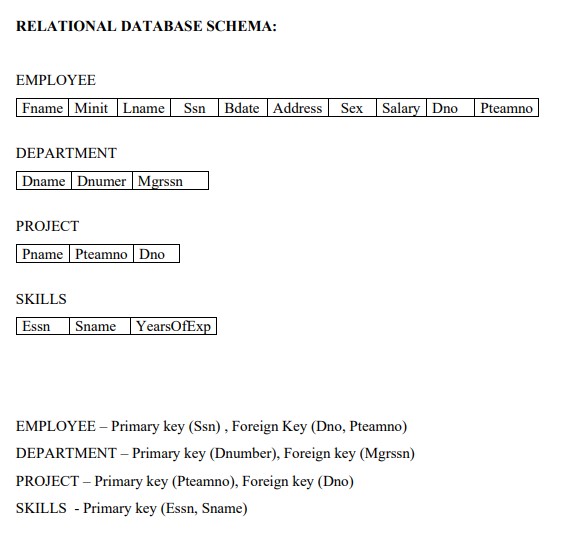 RELATIONAL DATABASE SCHEMA:
EMPLOYEE
Fname Minit Lname Ssn Bdate Address Sex Salary Dno Pteamno
DEPARTMENT
Dname Dnumer Mgrssn
PROJECT
Pname Pteamno Dno
SKILLS
Essn Sname YearsOfExp
EMPLOYEE – Primary key (Ssn) , Foreign Key (Dno, Pteamno)
DEPARTMENT – Primary key (Dnumber), Foreign key (Mgrssn)
PROJECT – Primary key (Pteamno), Foreign key (Dno)
SKILLS - Primary key (Essn, Sname)